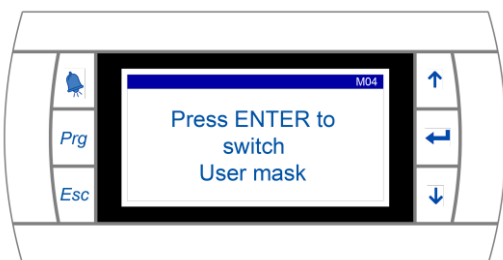 M04
Press ENTER to
switch
User mask
Prg
Esc